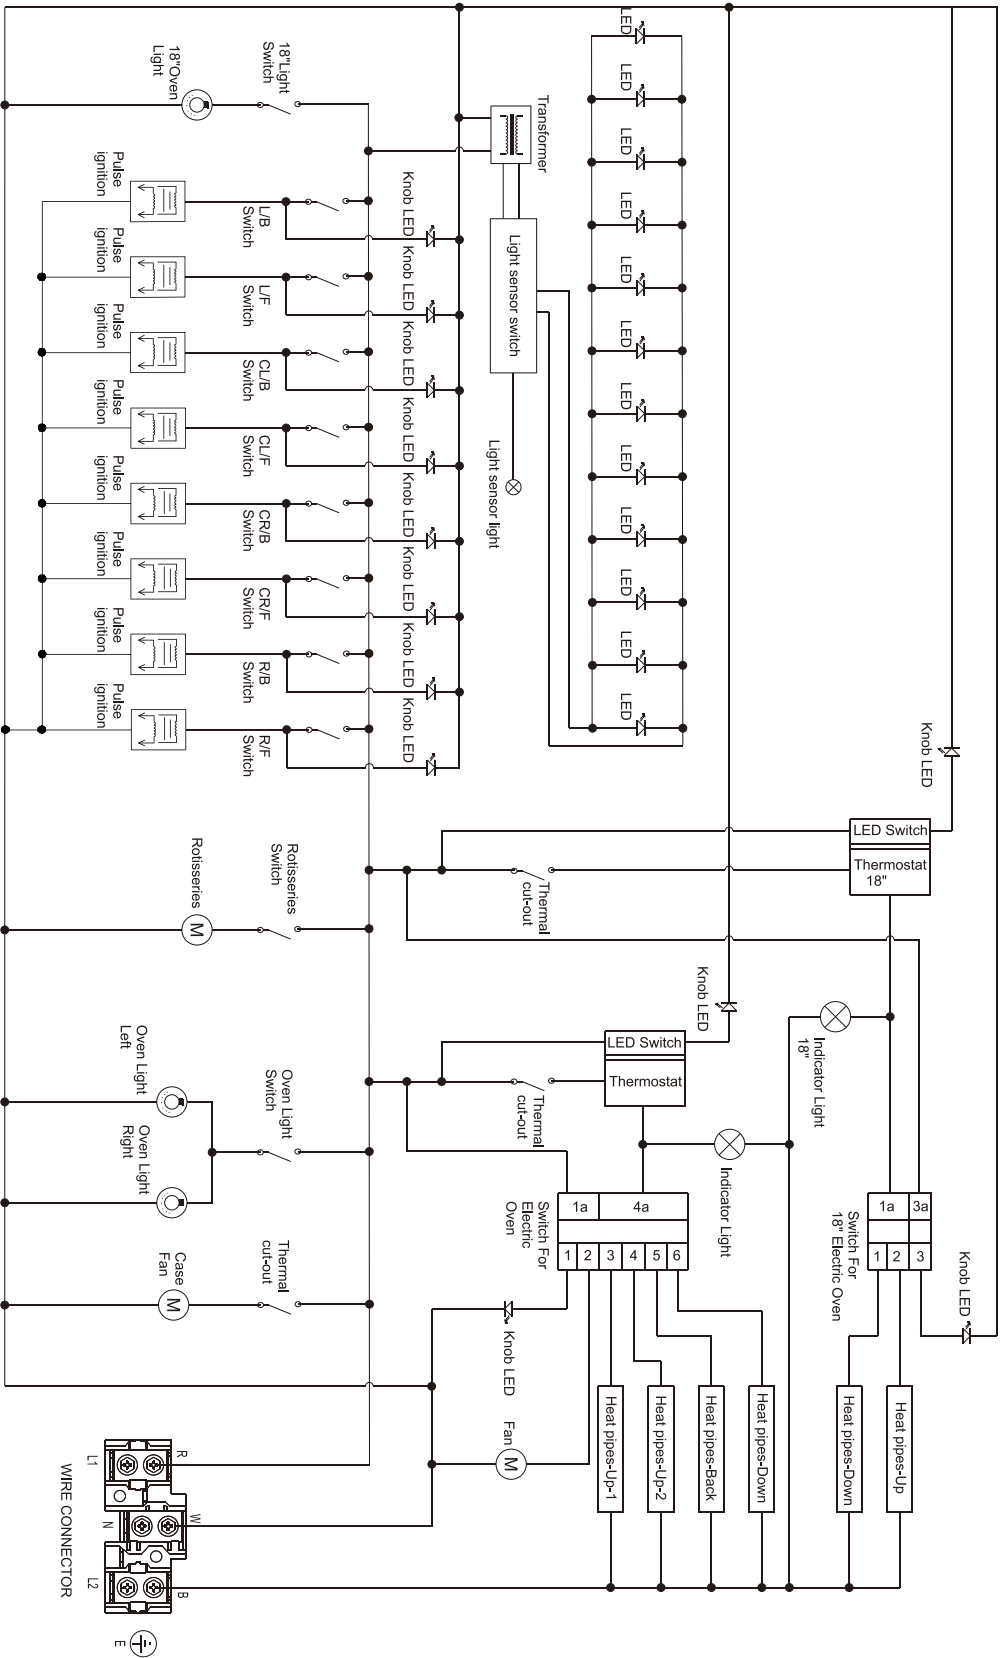 LED
LED
LED
LED
LED
LED
LED
LED
LED
LED
LED
LED
18"Oven
Light
18"Light
Switch
Transformer
Light sensor switch
Light sensor light
Pulse
ignition
Pulse
ignition
Pulse
ignition
Pulse
ignition
Pulse
ignition
Pulse
ignition
Pulse
ignition
Pulse
ignition
L/B
Switch
L/F
Switch
CL/B
Switch
CL/F
Switch
CR/B
Switch
CR/F
Switch
R/B
Switch
R/F
Switch
Knob LED
Knob LED
Knob LED
Knob LED
Knob LED
Knob LED
Knob LED
Knob LED
Knob LED
LED Switch
Thermostat
18"
Thermal
cut-out
Rotisseries
Rotisseries
Switch
Knob LED
LED Switch
Thermostat
Thermal
cut-out
Indicator Light
18"
Indicator Light
Oven Light
Left
Oven Light
Right
Oven Light
Switch
Case
Fan
Thermal
cut-out
M
M
M
Switch For
Electric
Oven
1a
4a
1
2
3
4
5
6
Switch For
18" Electric Oven
1a
3a
1
2
3
Knob LED
Knob LED
Fan
Heat pipes-Up-1
Heat pipes-Up-2
Heat pipes-Back
Heat pipes-Down
Heat pipes-Down
Heat pipes-Up
WIRE CONNECTOR
L1
R
N
W
L2
B
E